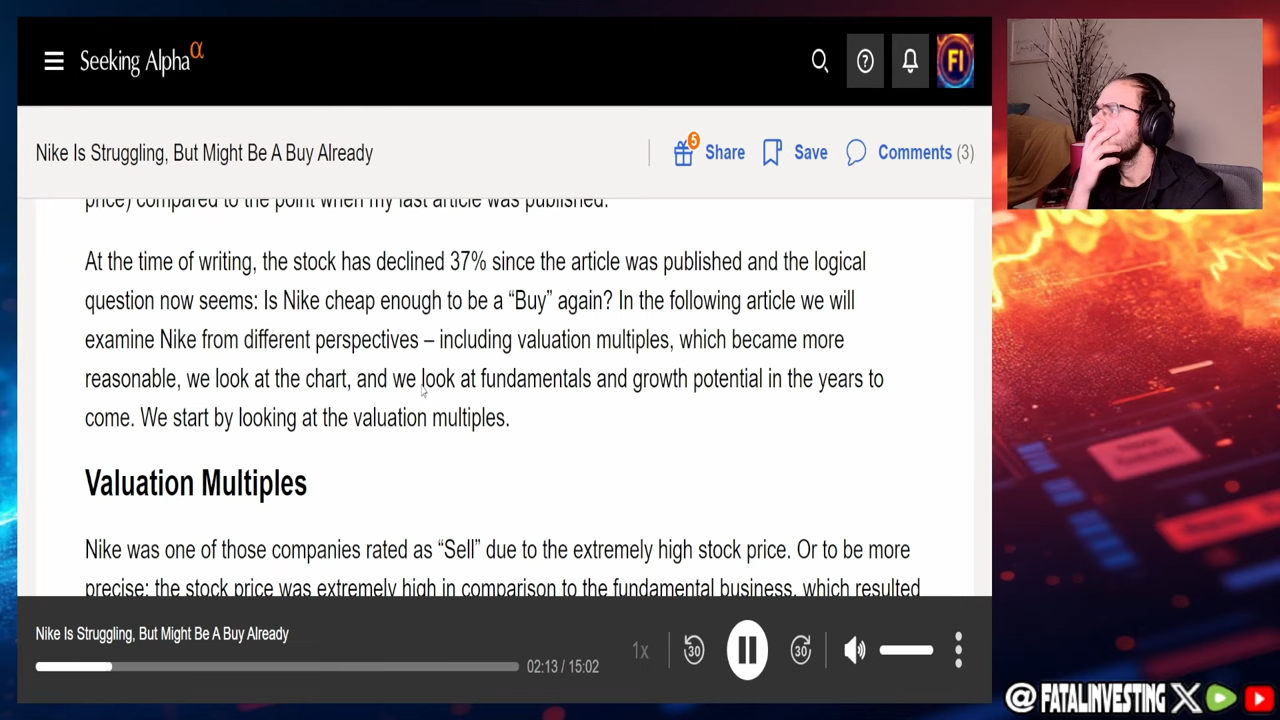 Seeking Alpha α
FI
Nike Is Struggling, But Might Be A Buy Already
5
Share
Save
Comments (3)
price) compared to the point when my last article was published.
At the time of writing, the stock has declined 37% since the article was published and the logical
question now seems: Is Nike cheap enough to be a “Buy” again? In the following article we will
examine Nike from different perspectives – including valuation multiples, which became more
reasonable, we look at the chart, and we look at fundamentals and growth potential in the years to
come. We start by looking at the valuation multiples.
Valuation Multiples
Nike was one of those companies rated as “Sell” due to the extremely high stock price. Or to be more
precise: the stock price was extremely high in comparison to the fundamental business, which resulted
Nike Is Struggling, But Might Be A Buy Already
1x
30
30
02:13 / 15:02
@FATALINVESTING X